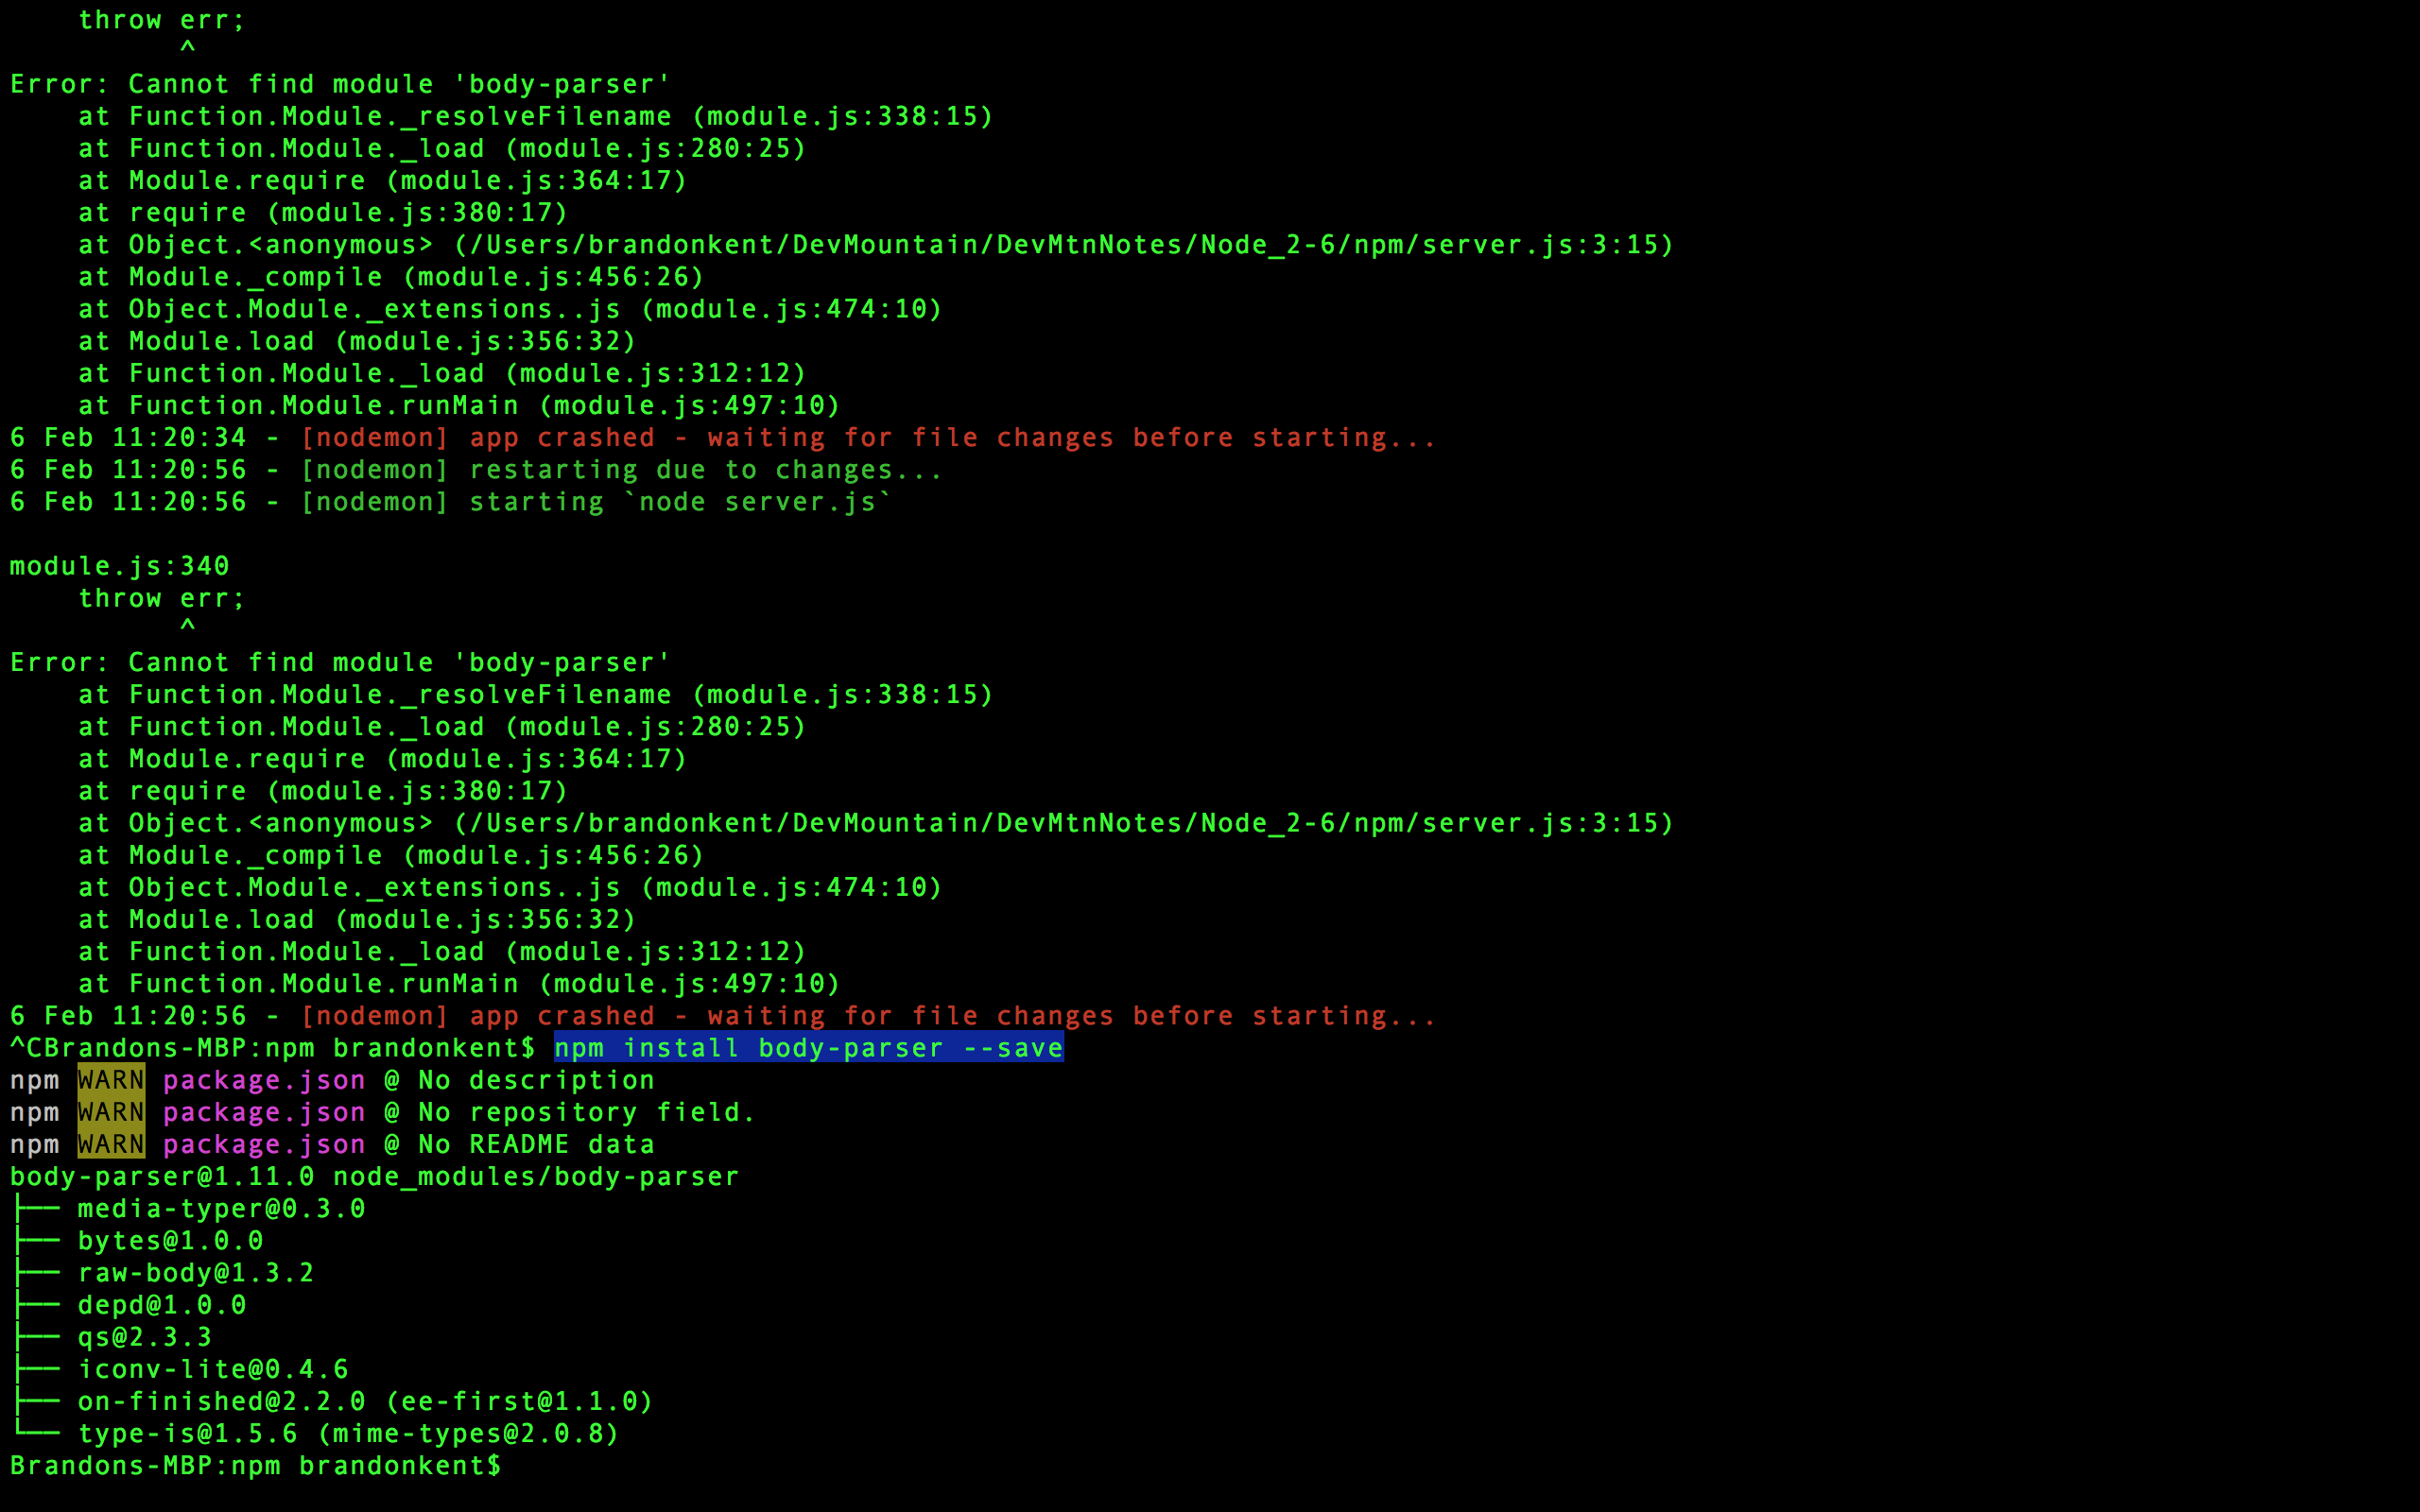 throw err;
          ^
Error: Cannot find module 'body-parser'
    at Function.Module._resolveFilename (module.js:338:15)
    at Function.Module._load (module.js:280:25)
    at Module.require (module.js:364:17)
    at require (module.js:380:17)
    at Object.<anonymous> (/Users/brandonkent/DevMountain/DevMtnNotes/Node_2-6/npm/server.js:3:15)
    at Module._compile (module.js:456:26)
    at Object.Module._extensions..js (module.js:474:10)
    at Module.load (module.js:356:32)
    at Function.Module._load (module.js:312:12)
    at Function.Module.runMain (module.js:497:10)
6 Feb 11:20:34 - [nodemon] app crashed - waiting for file changes before starting...
6 Feb 11:20:56 - [nodemon] restarting due to changes...
6 Feb 11:20:56 - [nodemon] starting `node server.js`

module.js:340
    throw err;
          ^
Error: Cannot find module 'body-parser'
    at Function.Module._resolveFilename (module.js:338:15)
    at Function.Module._load (module.js:280:25)
    at Module.require (module.js:364:17)
    at require (module.js:380:17)
    at Object.<anonymous> (/Users/brandonkent/DevMountain/DevMtnNotes/Node_2-6/npm/server.js:3:15)
    at Module._compile (module.js:456:26)
    at Object.Module._extensions..js (module.js:474:10)
    at Module.load (module.js:356:32)
    at Function.Module._load (module.js:312:12)
    at Function.Module.runMain (module.js:497:10)
6 Feb 11:20:56 - [nodemon] app crashed - waiting for file changes before starting...
^CBrandons-MBP:npm brandonkent$ npm install body-parser --save
npm WARN package.json @ No description
npm WARN package.json @ No repository field.
npm WARN package.json @ No README data
body-parser@1.11.0 node_modules/body-parser
├── media-typer@0.3.0
├── bytes@1.0.0
├── raw-body@1.3.2
├── depd@1.0.0
├── qs@2.3.3
├── iconv-lite@0.4.6
├── on-finished@2.2.0 (ee-first@1.1.0)
└── type-is@1.5.6 (mime-types@2.0.8)
Brandons-MBP:npm brandonkent$